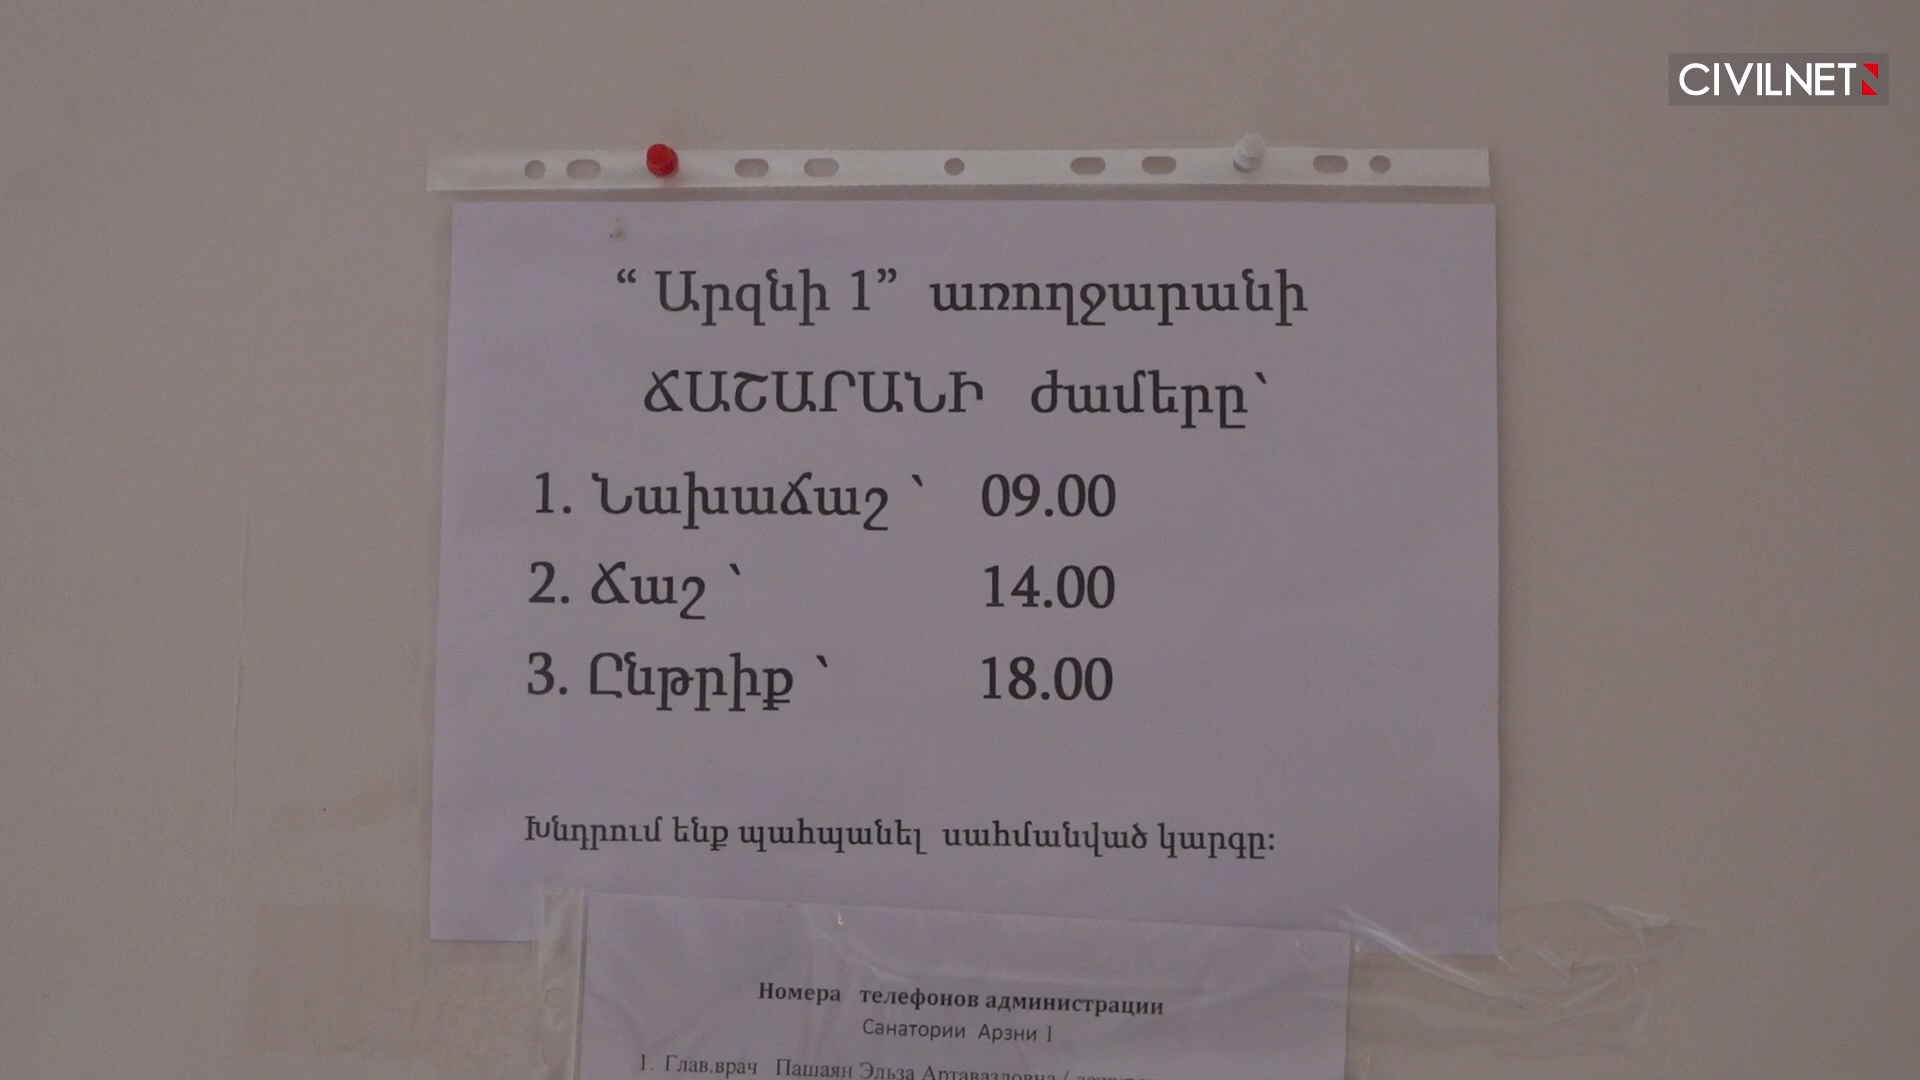 CIVILNET
“ Արզնի 1” առողջարանի
ՃԱՇԱՐԱՆԻ ժամերը՝
1. Նախաճաշ ՝ 09.00
2. Ճաշ ՝ 14.00
3. Ընթրիք ՝ 18.00
Խնդրում ենք պահպանել սահմանված կարգը:
Номера телефонов администрации
Санатории Арзни I
1. Глав.врач Пашаян Эльза Артаваздовна /